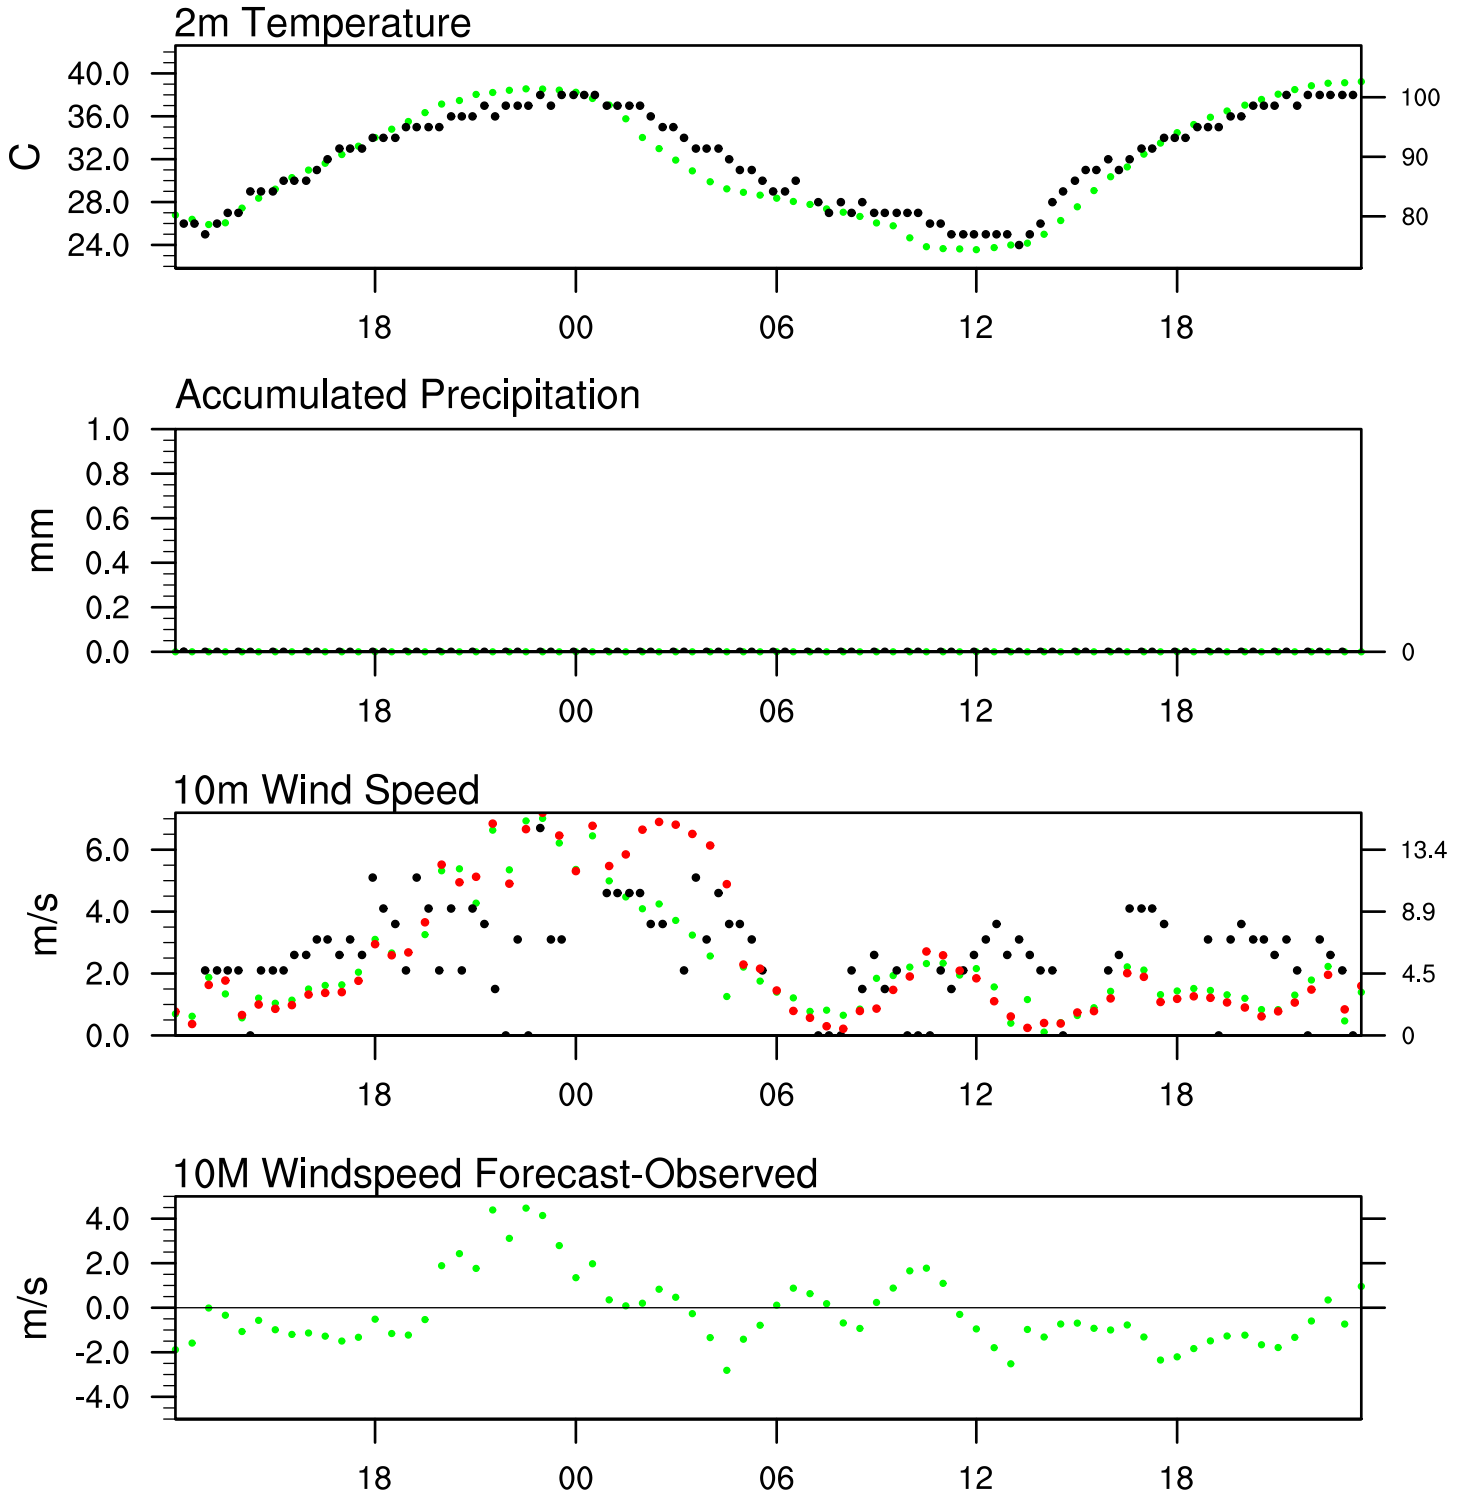 2m Temperature
40.0
36.0
32.0
28.0
24.0
C
100
90
80
18 00 06 12 18
Accumulated Precipitation
1.0
0.8
0.6
0.4
0.2
0.0
mm
0
18 00 06 12 18
10m Wind Speed
6.0
4.0
2.0
0.0
m/s
13.4
8.9
4.5
0
18 00 06 12 18
10M Windspeed Forecast-Observed
4.0
2.0
0.0
-2.0
-4.0
m/s
18 00 06 12 18